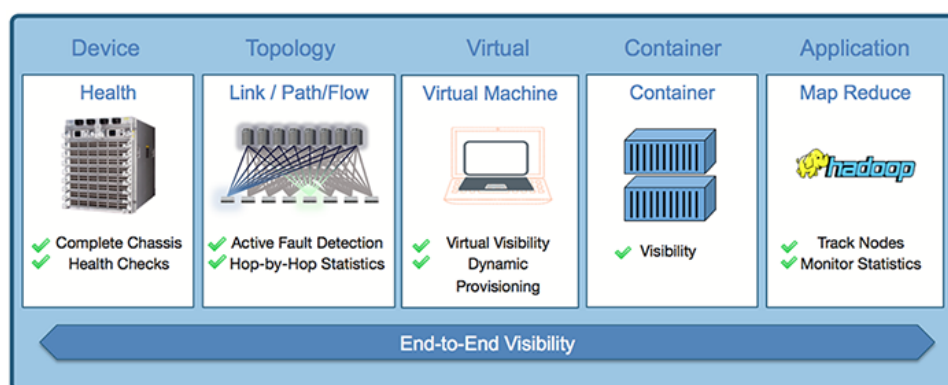 Device
Topology
Virtual
Container
Application
Health
Link / Path/Flow
Virtual Machine
Container
Map Reduce
hadoop
Complete Chassis
Health Checks
Active Fault Detection
Hop-by-Hop Statistics
Virtual Visibility
Dynamic
Provisioning
Visibility
Track Nodes
Monitor Statistics
End-to-End Visibility